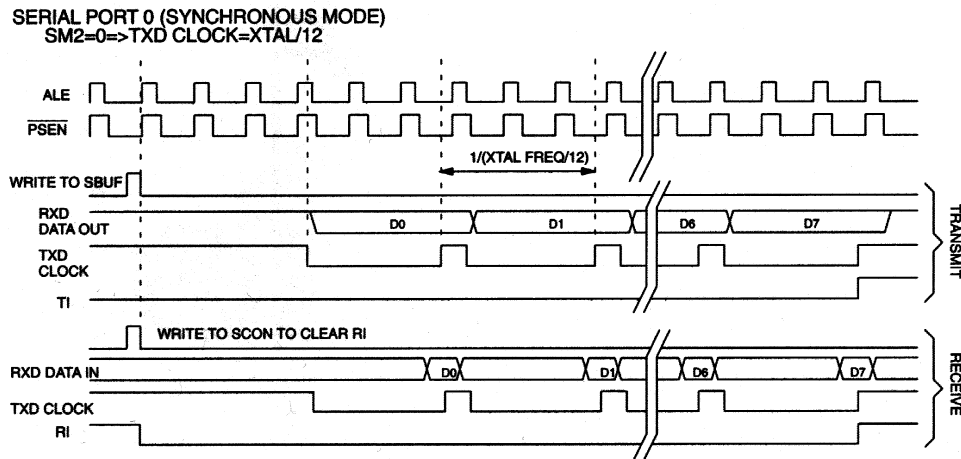 SERIAL PORT 0 (SYNCHRONOUS MODE)
SM2=0=>TXD CLOCK=XTAL/12
ALE
PSEN
1/(XTAL FREQ/12)
WRITE TO SBUF
RXD
DATA OUT
D0
D1
D6
D7
TXD
CLOCK
TI
TRANSMIT
WRITE TO SCON TO CLEAR RI
RXD DATA IN
D0
D1
D6
D7
TXD CLOCK
RI
RECEIVE